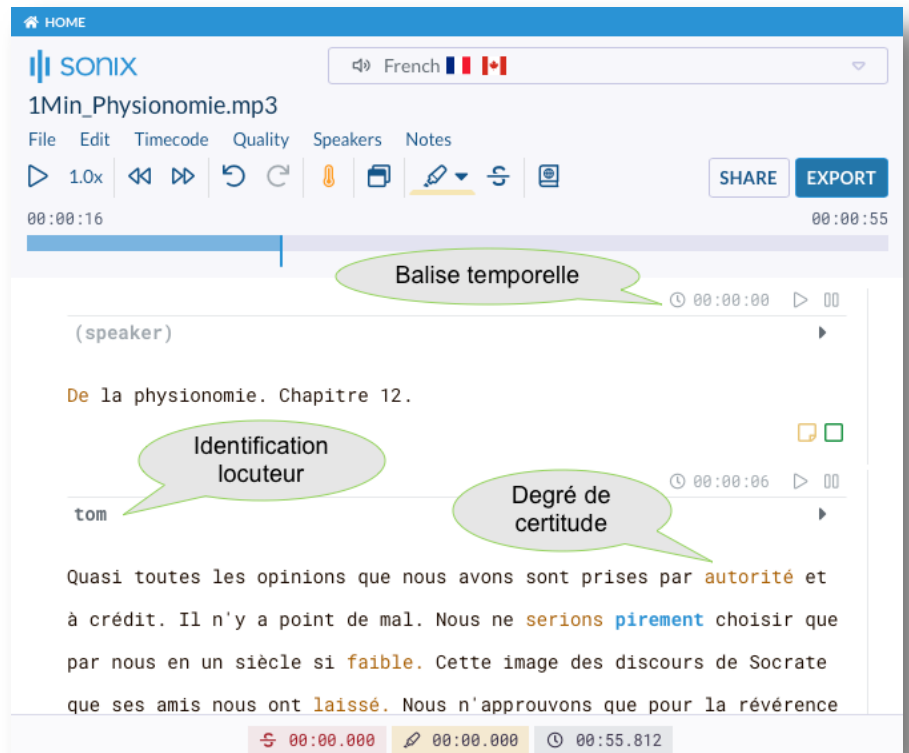 HOME
sonix
French
1Min_Physionomie.mp3
File Edit Timecode Quality Speakers Notes
1.0x SHARE EXPORT
00:00:16 00:00:55
Balise temporelle
00:00:00
(speaker)
De la physionomie. Chapitre 12.
Identification
locuteur
00:00:06
Degré de
certitude
tom
Quasi toutes les opinions que nous avons sont prises par autorité et
à crédit. Il n'y a point de mal. Nous ne serions pirement choisir que
par nous en un siècle si faible. Cette image des discours de Socrate
que ses amis nous ont laissé. Nous n'approuvons que pour la révérence
00:00.000 00:00.000 00:55.812